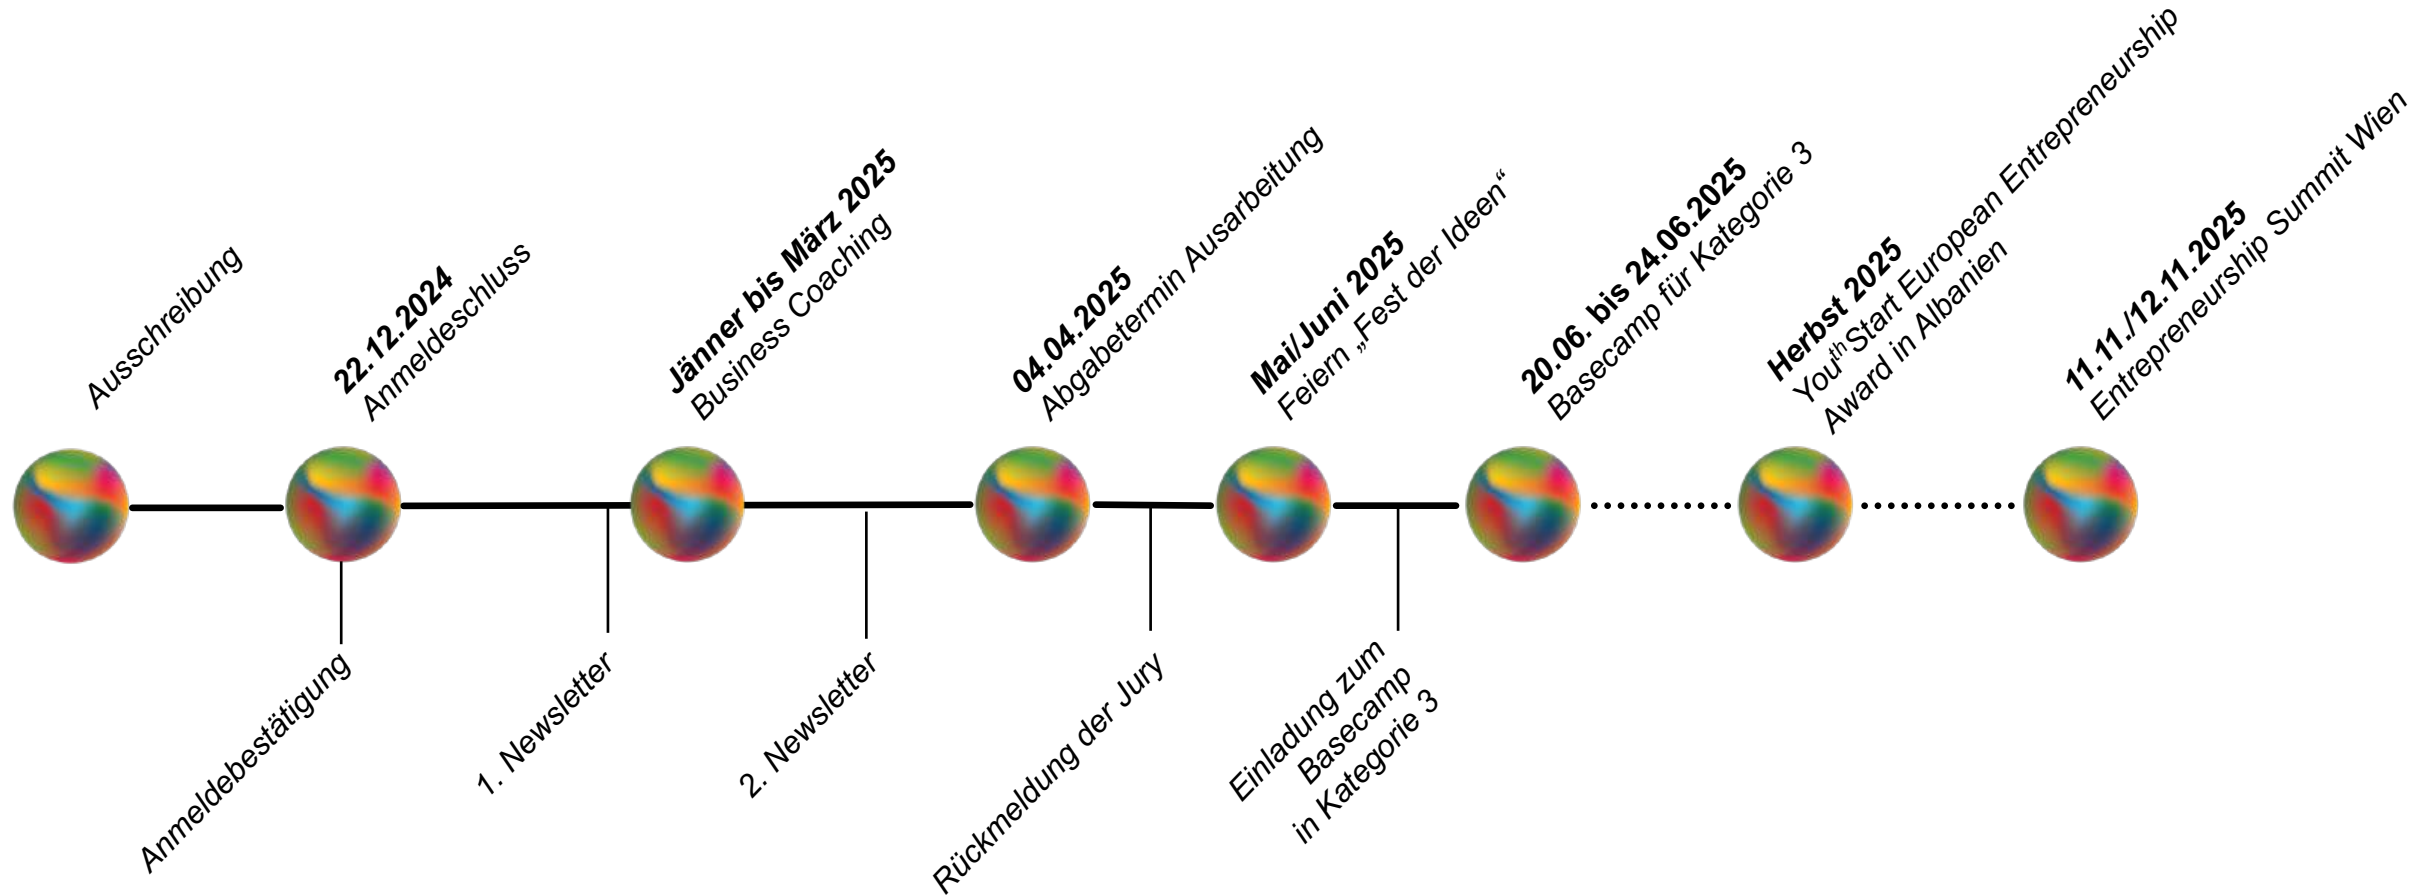 Ausschreibung
22.12.2024
Anmeldeschluss
Jänner bis März 2025
Business Coaching
04.04.2025
Abgabetermin Ausarbeitung
Mai/Juni 2025
Feiern „Fest der Ideen“
20.06. bis 24.06.2025
Basecamp für Kategorie 3
Herbst 2025
Youth Start European Entrepreneurship
Award in Albanien
11.11./12.11.2025
Entrepreneurship Summit Wien
Anmeldebestätigung
1. Newsletter
2. Newsletter
Rückmeldung der Jury
Einladung zum
Basecamp
in Kategorie 3